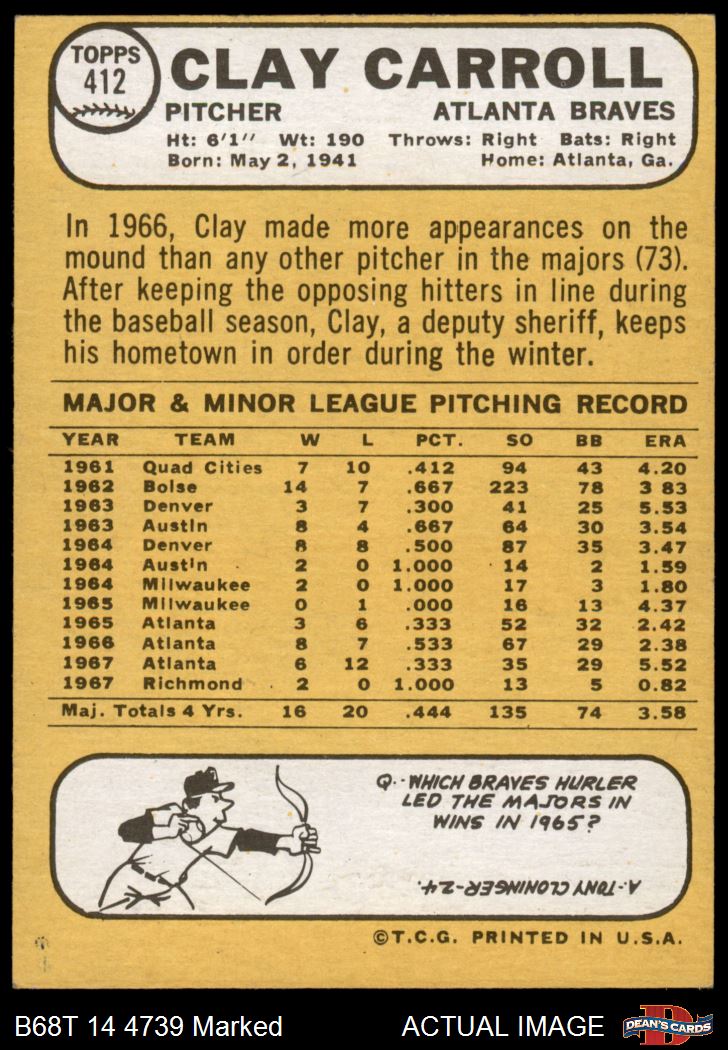 TOPPS
412
CLAY CARROLL
PITCHER ATLANTA BRAVES
Ht: 6'1" Wt: 190 Throws: Right Bats: Right
Born: May 2, 1941 Home: Atlanta, Ga.
In 1966, Clay made more appearances on the
mound than any other pitcher in the majors (73).
After keeping the opposing hitters in line during
the baseball season, Clay, a deputy sheriff, keeps
his hometown in order during the winter.
MAJOR & MINOR LEAGUE PITCHING RECORD
YEAR TEAM W L PCT. SO BB ERA
1961 Quad Cities 7 10 .412 94 43 4.20
1962 Boise 14 7 .667 223 78 3 83
1963 Denver 3 7 .300 41 25 5.53
1963 Austin 8 4 .667 64 30 3.54
1964 Denver 8 8 .500 87 35 3.47
1964 Austin 2 0 1.000 14 2 1.59
1964 Milwaukee 2 0 1.000 17 3 1.80
1965 Milwaukee 0 1 .000 16 13 4.37
1965 Atlanta 3 6 .333 52 32 2.42
1966 Atlanta 8 7 .533 67 29 2.38
1967 Atlanta 6 12 .333 35 29 5.52
1967 Richmond 2 0 1.000 13 5 0.82
Maj. Totals 4 Yrs. 16 20 .444 135 74 3.58
Q.-WHICH BRAVES HURLER
LED THE MAJORS IN
WINS IN 1965?
A-TONY CLONINGER-24.
©T.C.G. PRINTED IN U.S.A.
B68T 14 4739 Marked ACTUAL IMAGE
DEAN'S CARDS